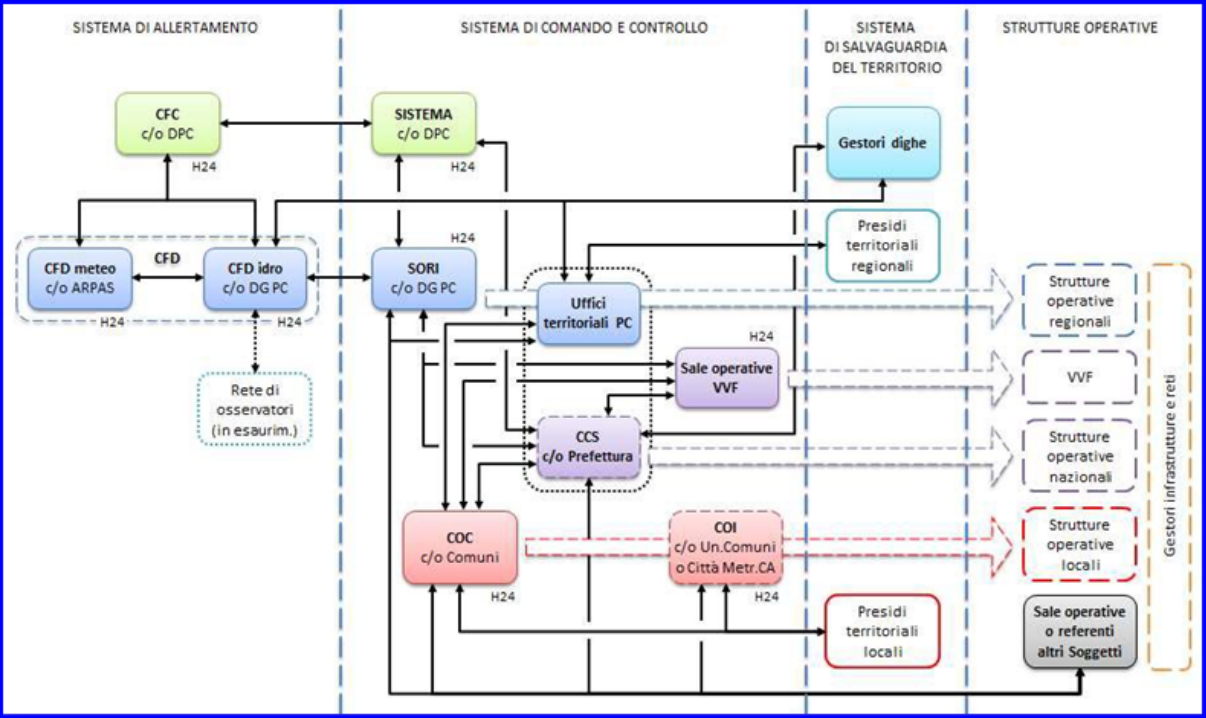 SISTEMA DI ALLERTAMENTO
SISTEMA DI COMANDO E CONTROLLO
SISTEMA
DI SALVAGUARDIA
DEL TERRITORIO
STRUTTURE OPERATIVE
CFC
c/o DPC
H24
SISTEMA
c/o DPC
H24
Gestori dighe
Presidi
territoriali
regionali
CFD
CFD meteo
c/o ARPAS
H24
CFD idro
c/o DG PC
H24
H24
SORI
c/o DG PC
Uffici
territoriali PC
Strutture
operative
regionali
Rete di
osservatori
(in esaurim.)
H24
Sale operative
VVF
VVF
CCS
c/o Prefettura
Strutture
operative
nazionali
COC
c/o Comuni
H24
COI
c/o Un.Comuni
o Città Metr.CA
H24
Strutture
operative
locali
Presidi
territoriali
locali
Sale operative
o referenti
altri Soggetti
Gestori infrastrutture e reti